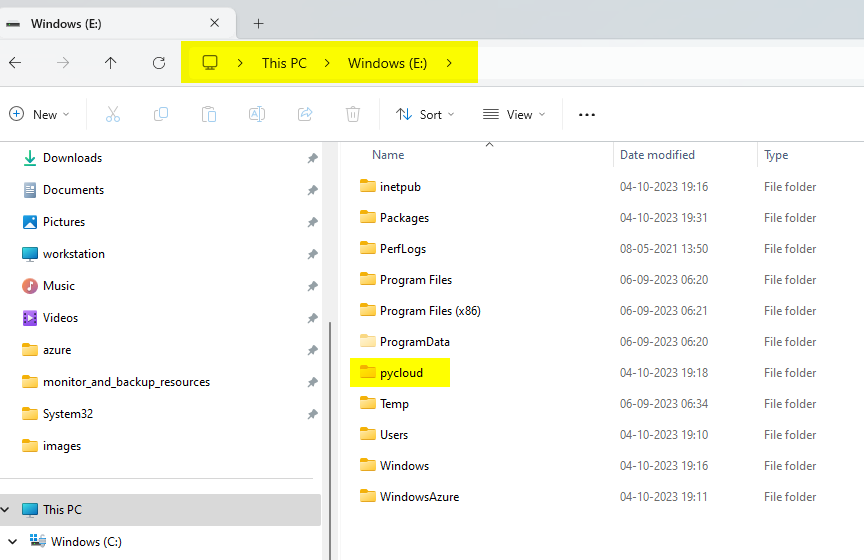 Windows (E:)
This PC > Windows (E:) >
New Sort View
Name Date modified Type
Downloads
Documents
Pictures
workstation
Music
Videos
azure
monitor_and_backup_resources
System32
images
This PC
Windows (C:)
inetpub 04-10-2023 19:16 File folder
Packages 04-10-2023 19:31 File folder
PerfLogs 08-05-2021 13:50 File folder
Program Files 06-09-2023 06:20 File folder
Program Files (x86) 06-09-2023 06:21 File folder
ProgramData 06-09-2023 06:20 File folder
pycloud 04-10-2023 19:18 File folder
Temp 06-09-2023 06:34 File folder
Users 04-10-2023 19:10 File folder
Windows 04-10-2023 19:16 File folder
WindowsAzure 04-10-2023 19:11 File folder